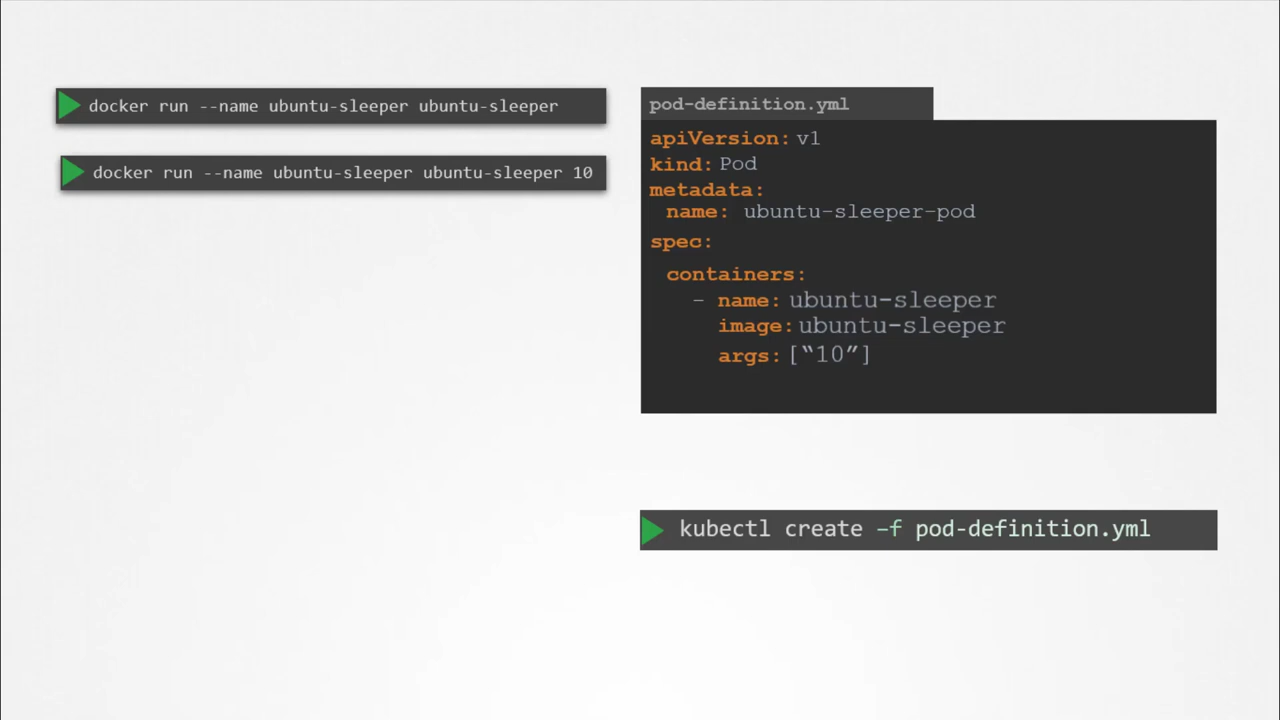 docker run --name ubuntu-sleeper ubuntu-sleeper
docker run --name ubuntu-sleeper ubuntu-sleeper 10
pod-definition.yml
apiVersion: v1
kind: Pod
metadata:
  name: ubuntu-sleeper-pod
spec:
  containers:
    - name: ubuntu-sleeper
      image: ubuntu-sleeper
      args: [“10”]
kubectl create –f pod-definition.yml